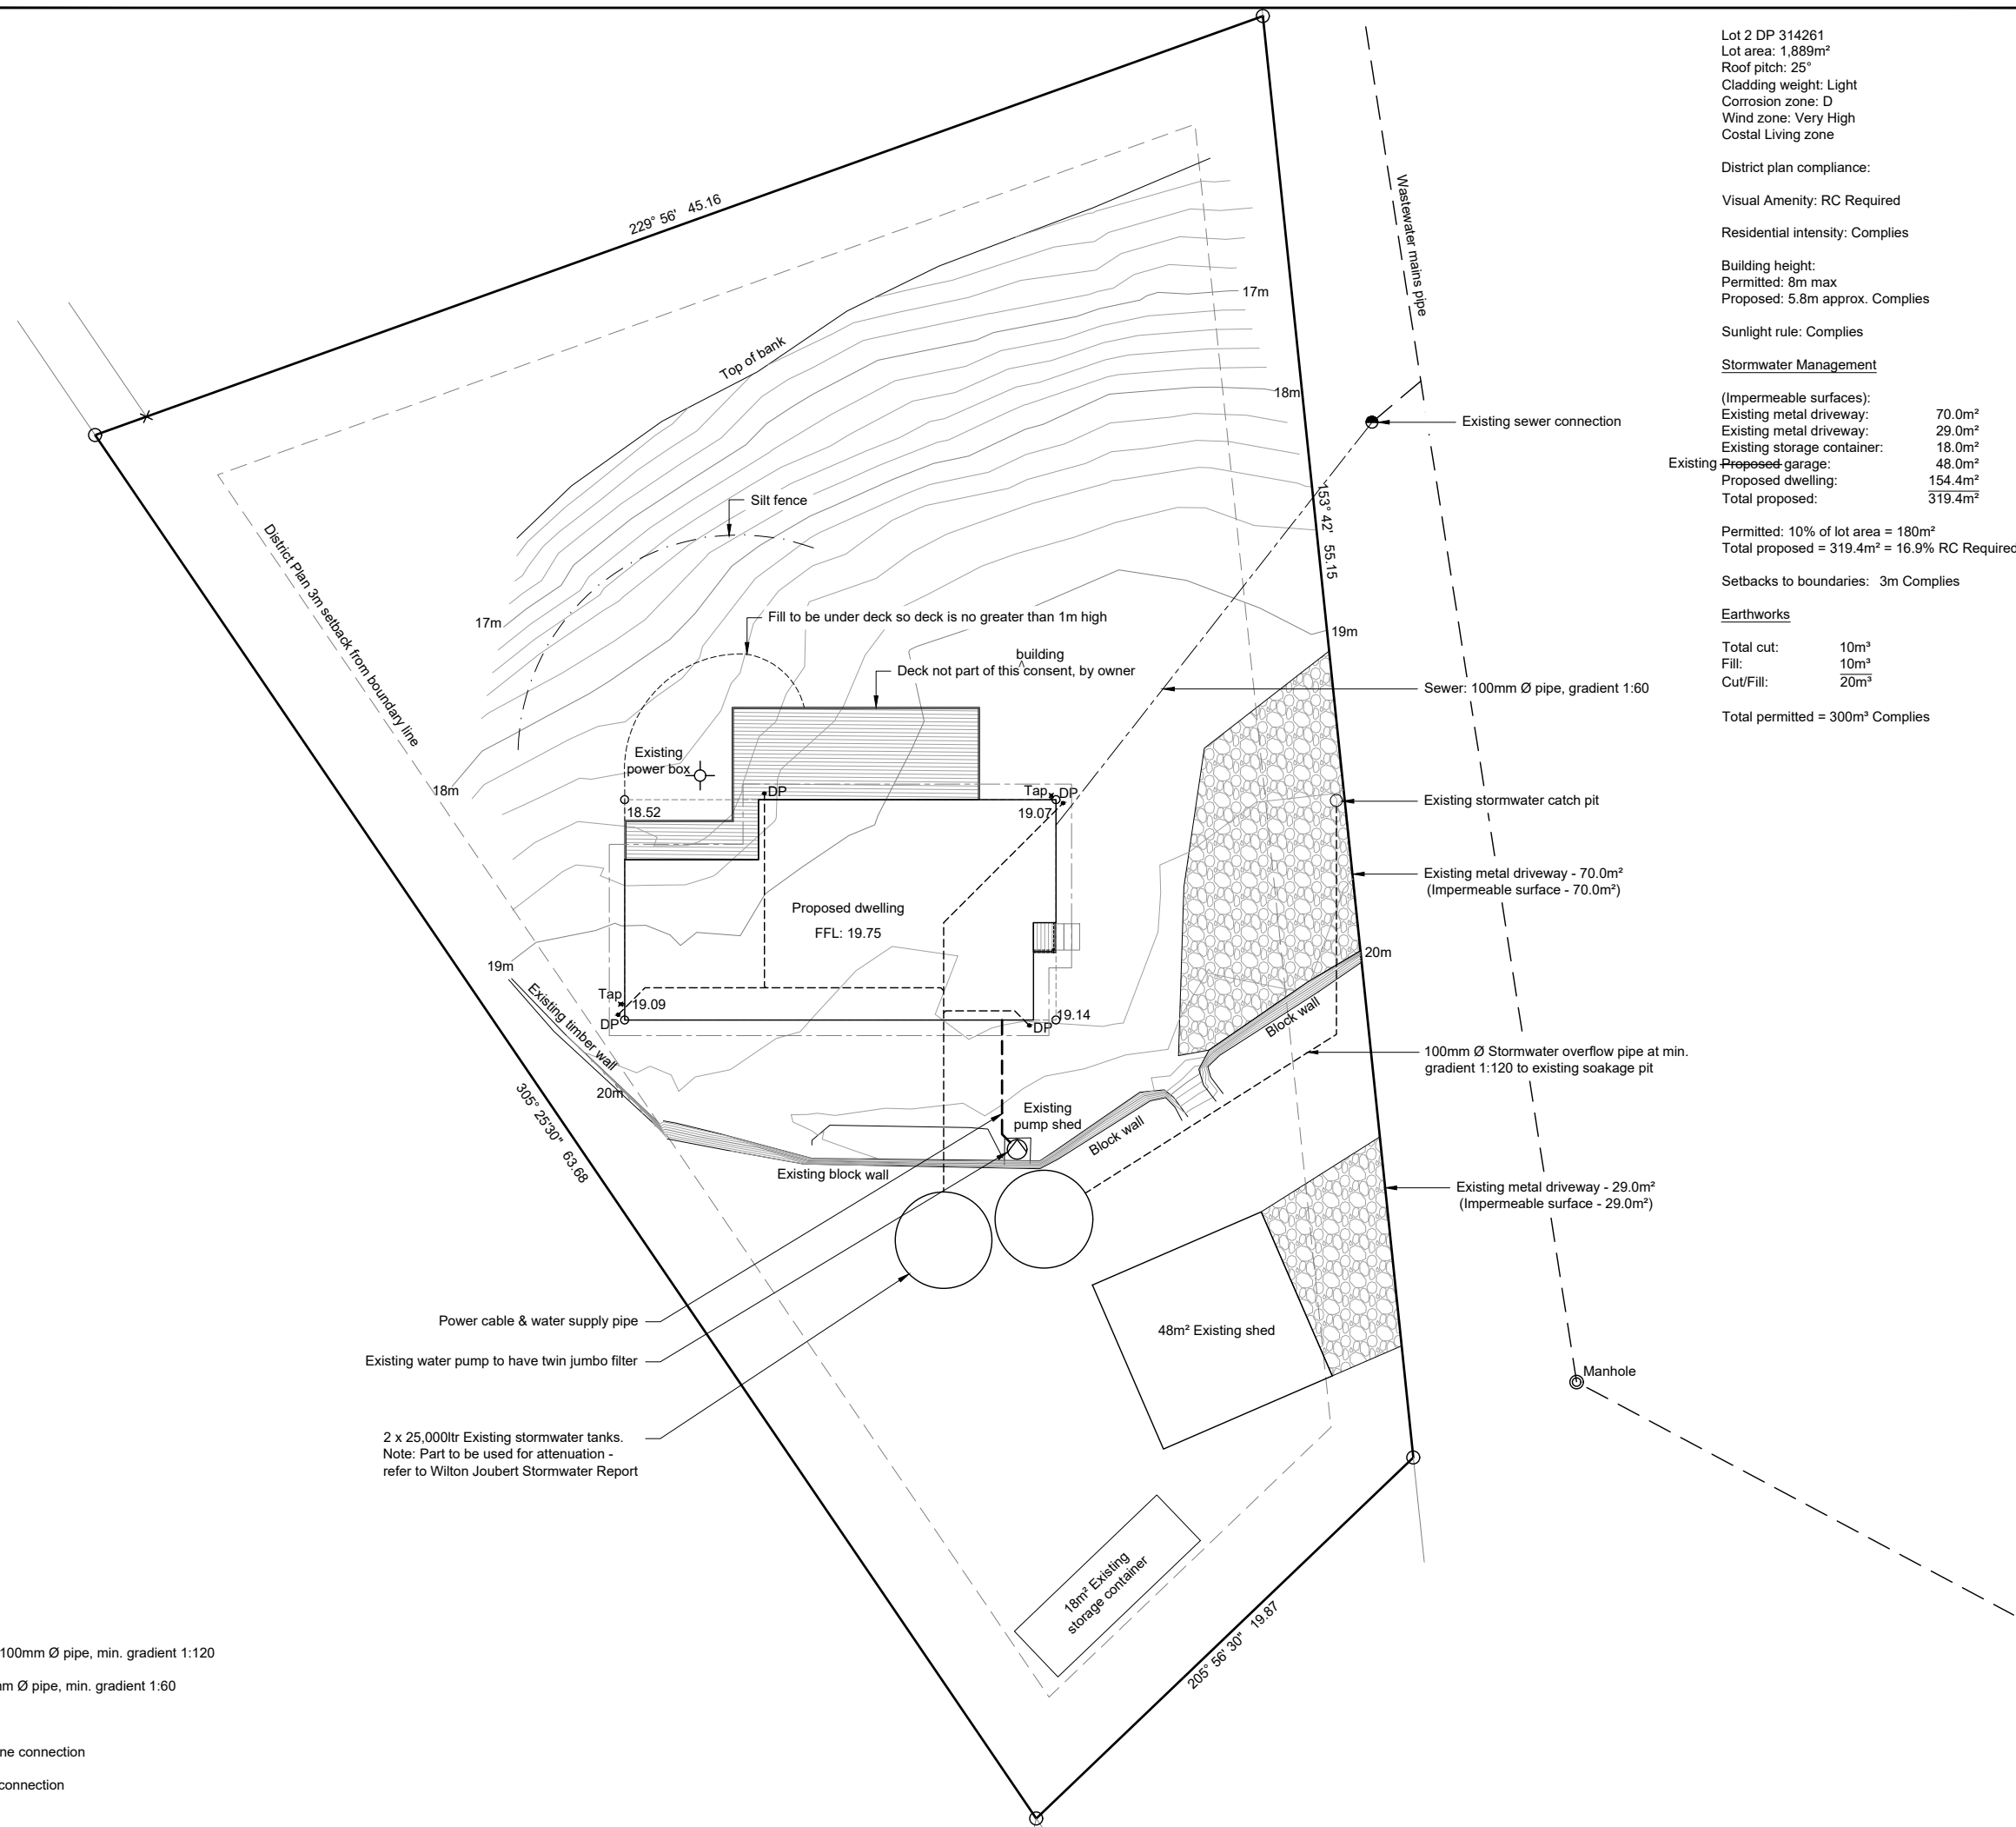 Lot 2 DP 314261
Lot area: 1,889m²
Roof pitch: 25°
Cladding weight: Light
Corrosion zone: D
Wind zone: Very High
Costal Living zone
District plan compliance:
Visual Amenity: RC Required
Residential intensity: Complies
Building height:
Permitted: 8m max
Proposed: 5.8m approx. Complies
Sunlight rule: Complies
Stormwater Management
(Impermeable surfaces):
Existing metal driveway: 70.0m²
Existing metal driveway: 29.0m²
Existing storage container: 18.0m²
Existing Proposed garage: 48.0m²
Proposed dwelling: 154.4m²
Total proposed: 319.4m²
Permitted: 10% of lot area = 180m²
Total proposed = 319.4m² = 16.9% RC Required
Setbacks to boundaries: 3m Complies
Earthworks
Total cut: 10m³
Fill: 10m³
Cut/Fill: 20m³
Total permitted = 300m³ Complies
229° 56' 45.16
Wastewater mains pipe
17m
Top of bank
18m
Existing sewer connection
153° 42' 55.15
Silt fence
District Plan 3m setback from boundary line
17m
Fill to be under deck so deck is no greater than 1m high
19m
building
^
Deck not part of this consent, by owner
Sewer: 100mm Ø pipe, gradient 1:60
Existing
power box
18m
DP
Tap
DP
18.52
19.07
Existing stormwater catch pit
Existing metal driveway - 70.0m²
(Impermeable surface - 70.0m²)
Proposed dwelling
FFL: 19.75
20m
19m
Existing timber wall
Tap
19.09
DP
19.14
DP
Block wall
100mm Ø Stormwater overflow pipe at min.
gradient 1:120 to existing soakage pit
20m
305° 25'30" 63.68
Existing
pump shed
Block wall
Existing block wall
Existing metal driveway - 29.0m²
(Impermeable surface - 29.0m²)
Power cable & water supply pipe
48m² Existing shed
Existing water pump to have twin jumbo filter
Manhole
2 x 25,000ltr Existing stormwater tanks.
Note: Part to be used for attenuation -
refer to Wilton Joubert Stormwater Report
18m² Existing
storage container
205° 56' 30" 19.87
100mm Ø pipe, min. gradient 1:120
m Ø pipe, min. gradient 1:60
ne connection
connection